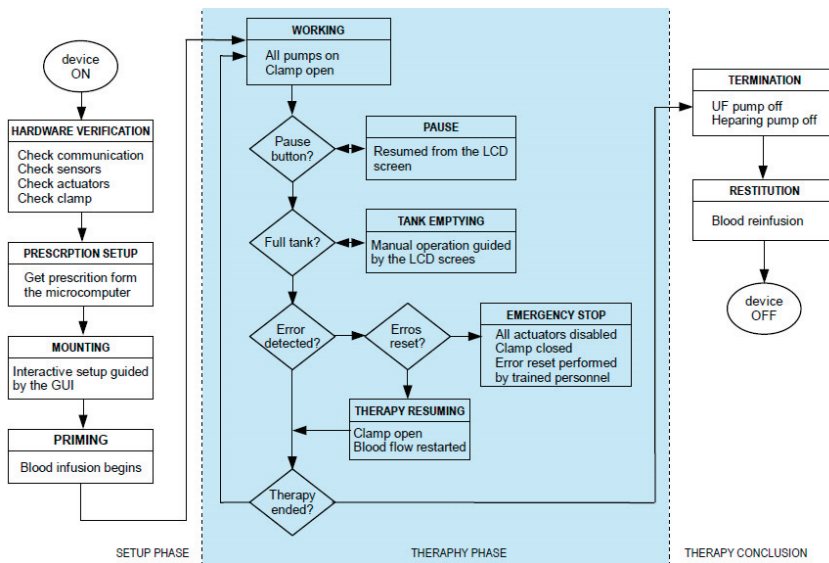 device
ON
HARDWARE VERIFICATION
Check communication
Check sensors
Check actuators
Check clamp
PRESCRPTION SETUP
Get prescrition form
the microcomputer
MOUNTING
Interactive setup guided
by the GUI
PRIMING
Blood infusion begins
SETUP PHASE
WORKING
All pumps on
Clamp open
Pause
button?
PAUSE
Resumed from the LCD
screen
Full tank?
TANK EMPTYING
Manual operation guided
by the LCD screes
Error
detected?
Erros
reset?
EMERGENCY STOP
All actuators disabled
Clamp closed
Error reset performed
by trained personnel
THERAPY RESUMING
Clamp open
Blood flow restarted
Therapy
ended?
THERAPHY PHASE
TERMINATION
UF pump off
Heparing pump off
RESTITUTION
Blood reinfusion
device
OFF
THERAPY CONCLUSION